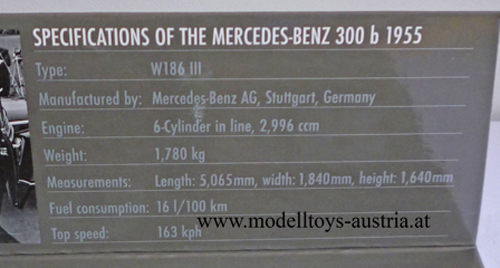 SPECIFICATIONS OF THE MERCEDES-BENZ 300 b 1955
Type: W186 III
Manufactured by: Mercedes-Benz AG, Stuttgart, Germany
Engine: 6-Cylinder in line, 2,996 ccm
Weight: 1,780 kg
Measurements: Length: 5,065mm, width: 1,840mm, height: 1,640mm
Fuel consumption: 16 l/100 km
www.modelltoys-austria.at
Top speed: 163 kph